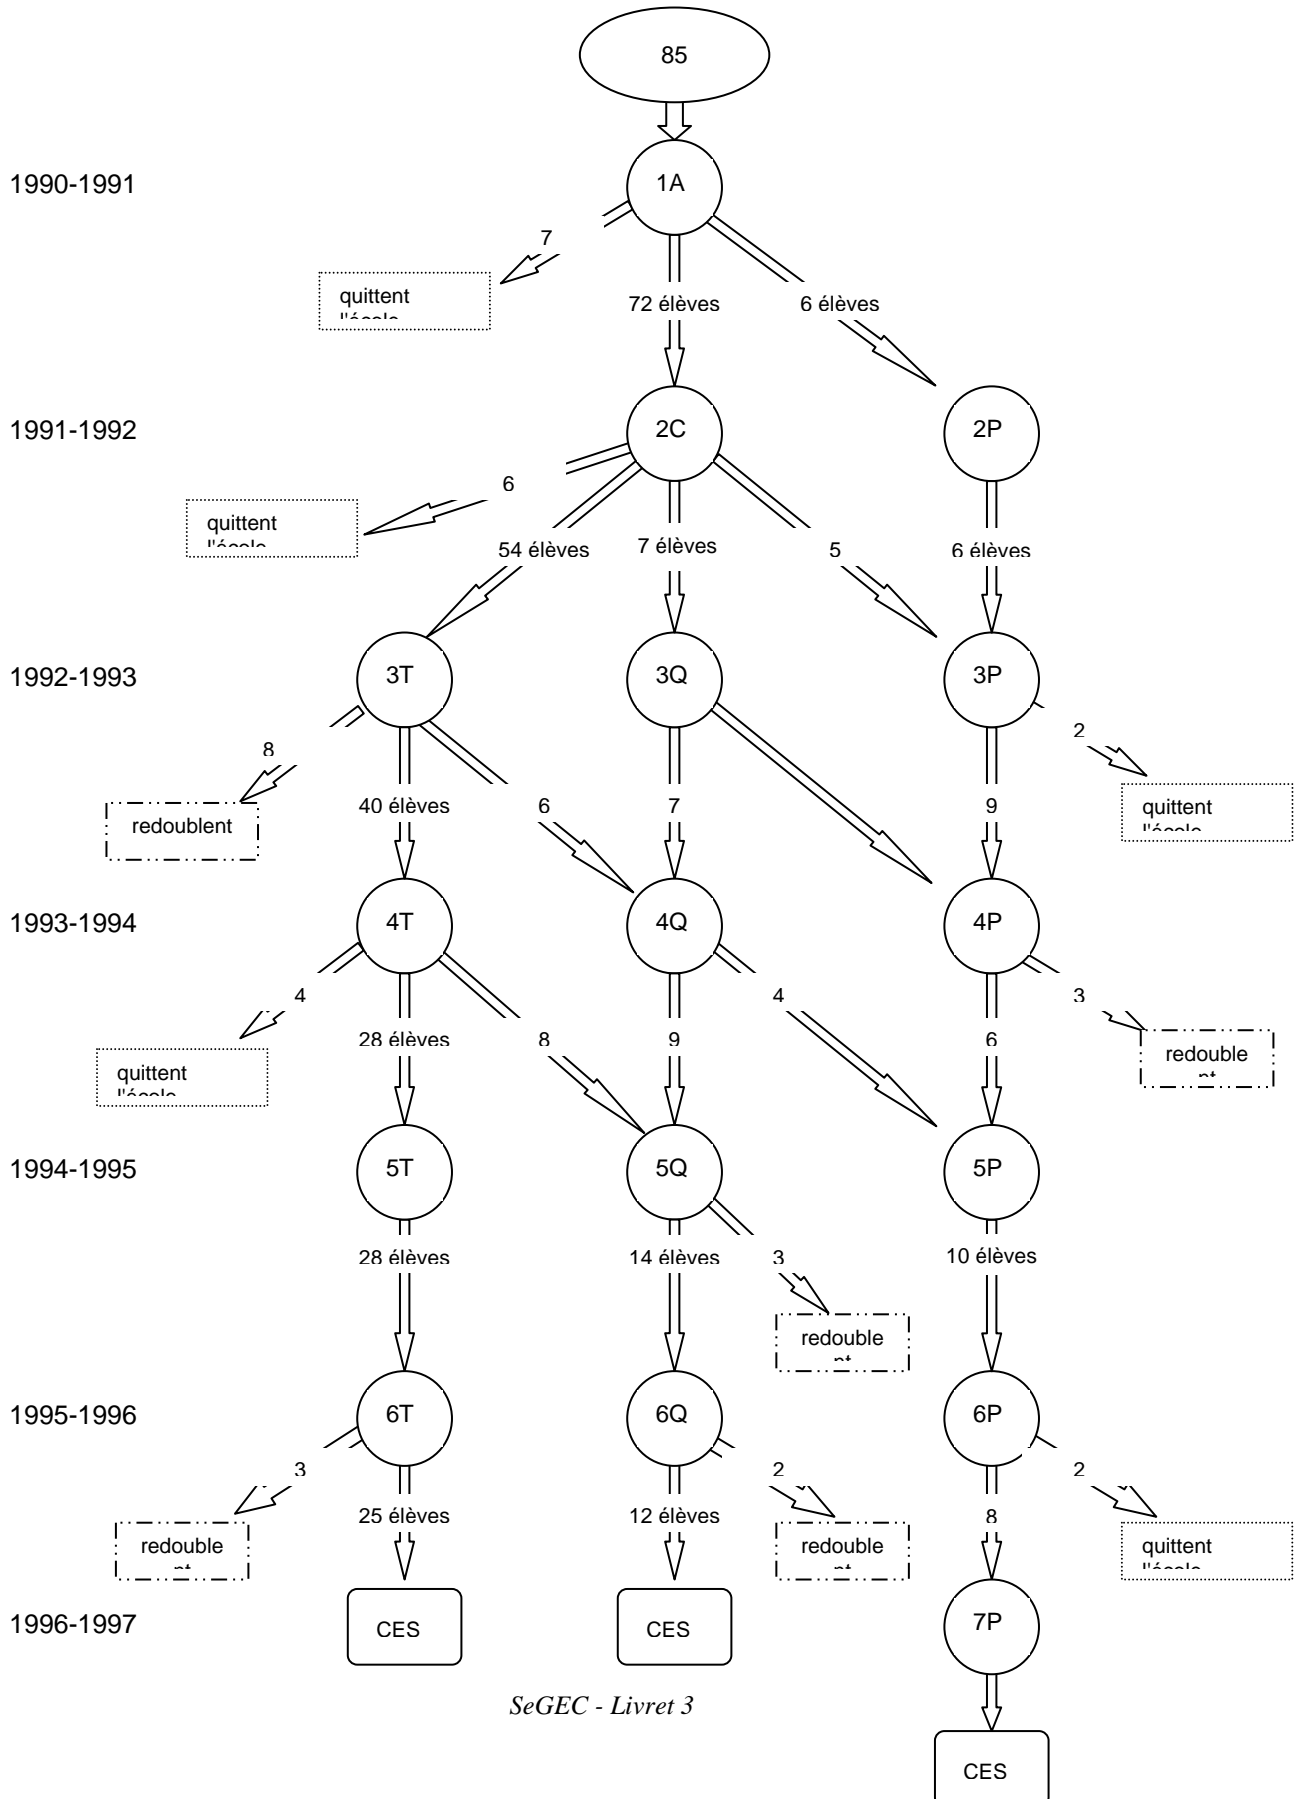 85
1990-1991
1A
7
quittent
72 élèves
6 élèves
1991-1992
2C
2P
6
quittent
54 élèves
7 élèves
5
6 élèves
1992-1993
3T
3Q
3P
8
2
redoublent
40 élèves
6
7
9
quittent
1993-1994
4T
4Q
4P
4
4
3
28 élèves
8
9
6
quittent
redouble
1994-1995
5T
5Q
5P
28 élèves
14 élèves
3
10 élèves
redouble
1995-1996
6T
6Q
6P
3
2
2
25 élèves
12 élèves
8
redouble
redouble
quittent
1996-1997
CES
CES
7P
SeGEC - Livret 3
CES